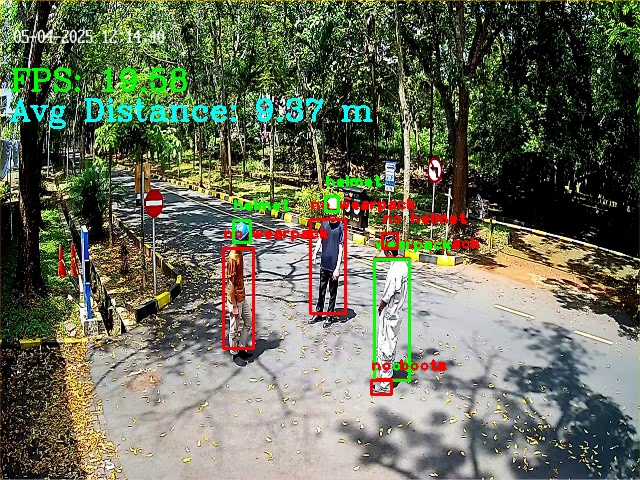 05-04-2025 12:14:40
FPS: 19.58
Avg Distance: 9.37 m
helmet
helmet
no wearpack
no helmet
no wearpack
wearpack
no boots